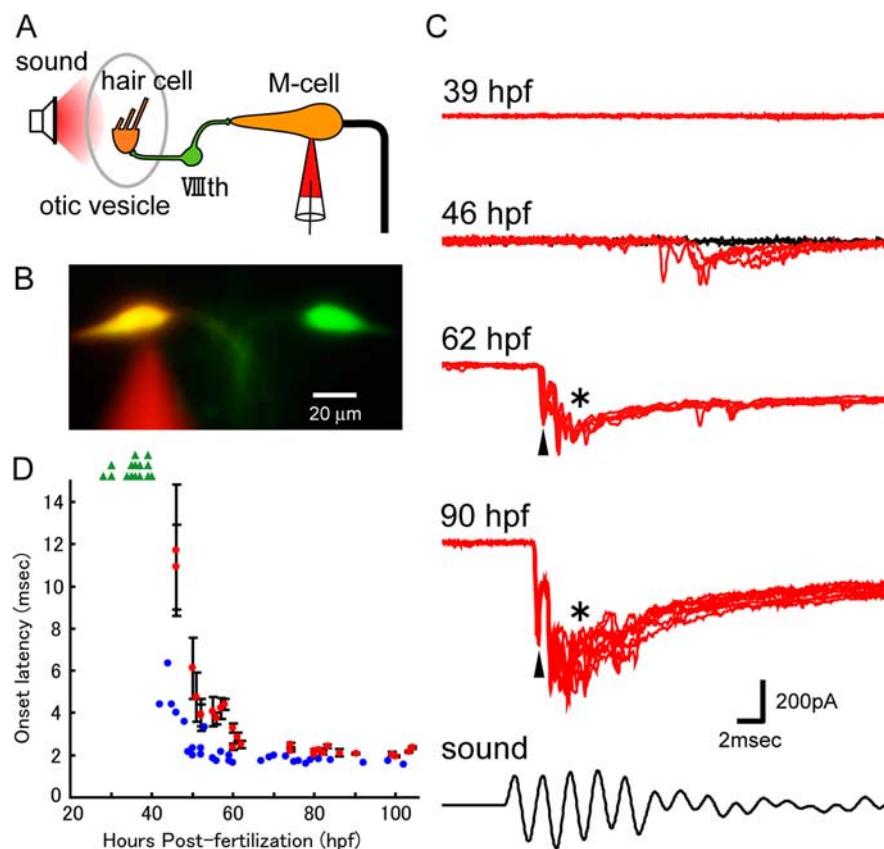 A
sound
hair cell
M-cell
VIIIth
otic vesicle
B
20 μm
C
39 hpf
46 hpf
62 hpf
*
90 hpf
*
200pA
2msec
sound
D
14
12
10
8
6
4
2
0
Onset latency (msec)
20 40 60 80 100
Hours Post-fertilization (hpf)